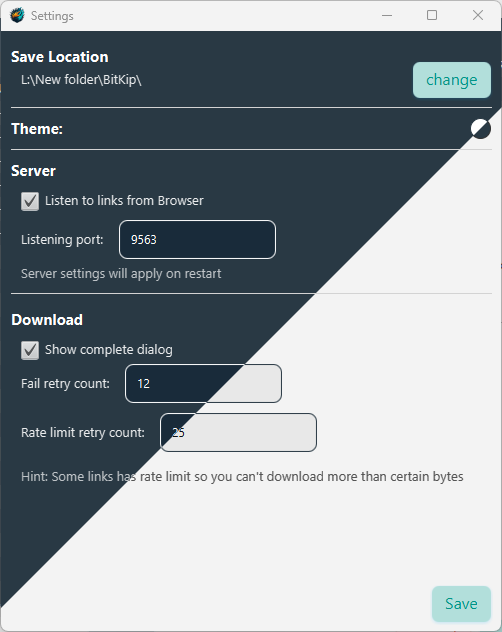 Settings
Save Location
L:\New folder\BitKip\
change
Theme:
Server
Listen to links from Browser
Listening port: 9563
Server settings will apply on restart
Download
Show complete dialog
Fail retry count: 12
Rate limit retry count: 25
Hint: Some links has rate limit so you can't download more than certain bytes
Save